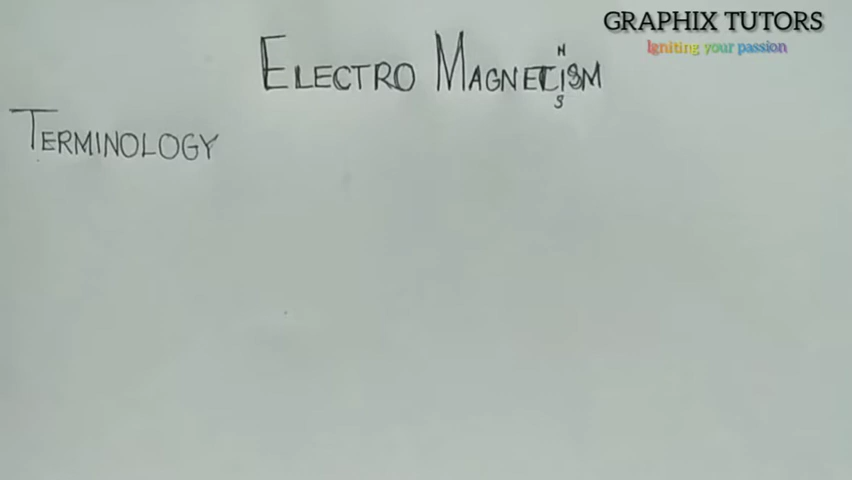 GRAPHIX TUTORS
Igniting your passion
N
ELECTRO MAGNETISM
S
TERMINOLOGY